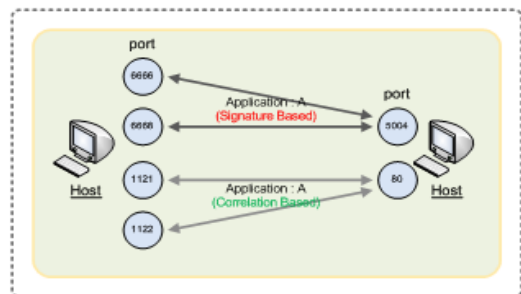 port
6666
port
Application : A
(Signature Based)
6668
5004
1121
Application : A
80
Host
(Correlation Based)
Host
1122